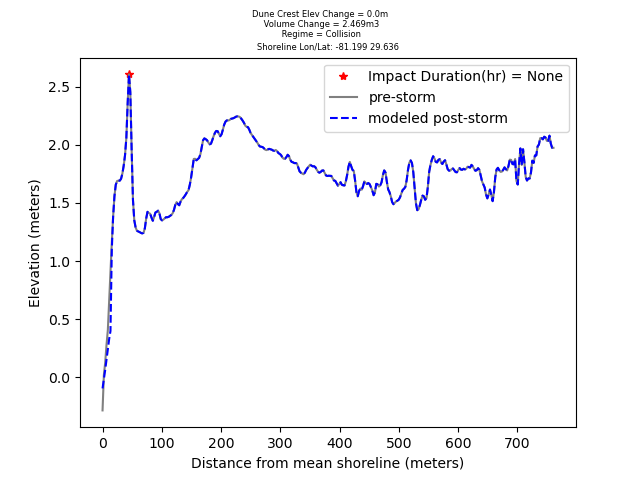 Dune Crest Elev Change = 0.0m
Volume Change = 2.469m3
Regime = Collision
Shoreline Lon/Lat: -81.199 29.636
Impact Duration(hr) = None
pre-storm
modeled post-storm
Elevation (meters)
2.5
2.0
1.5
1.0
0.5
0.0
0 100 200 300 400 500 600 700
Distance from mean shoreline (meters)